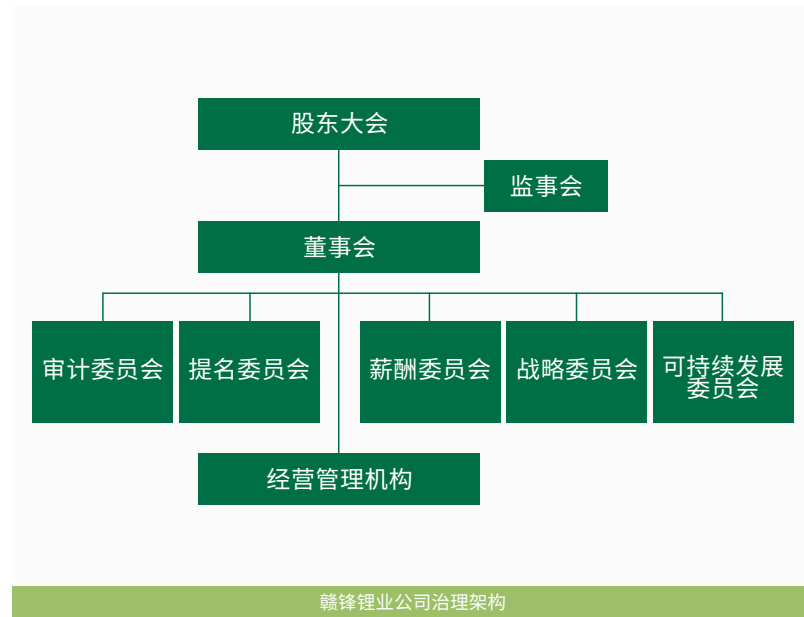 股东大会
监事会
董事会
审计委员会
提名委员会
薪酬委员会
战略委员会
可持续发展
委员会
经营管理机构
赣锋锂业公司治理架构